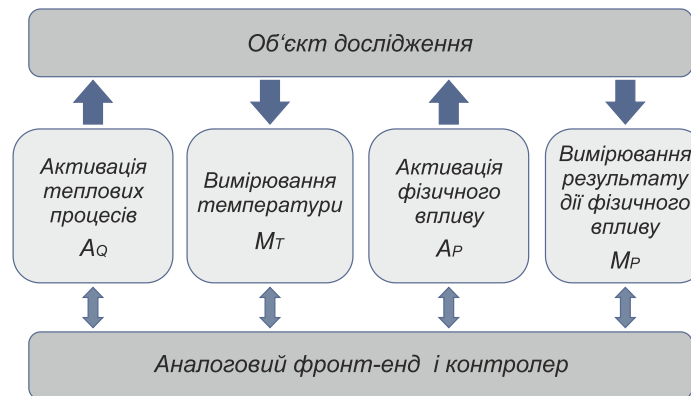 Об‘єкт дослідження
Активація
теплових
процесів
AQ
Вимірювання
температури
MT
Активація
фізичного
впливу
AP
Вимірювання
результату
дії фізичного
впливу
MP
Аналоговий фронт-енд і контролер